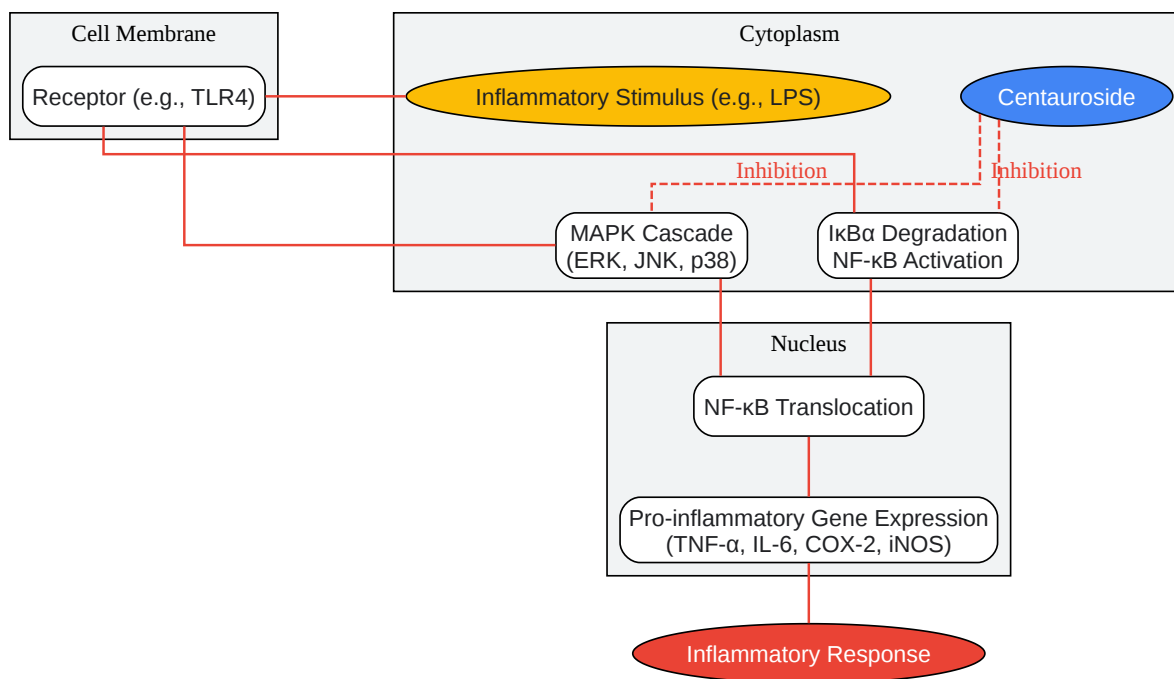 Cell Membrane
Cytoplasm
Receptor (e.g., TLR4)
Inflammatory Stimulus (e.g., LPS)
Centauroside
Inhibition
Inhibition
MAPK Cascade
(ERK, JNK, p38)
IκBα Degradation
NF-κB Activation
Nucleus
NF-κB Translocation
Pro-inflammatory Gene Expression
(TNF-α, IL-6, COX-2, iNOS)
Inflammatory Response